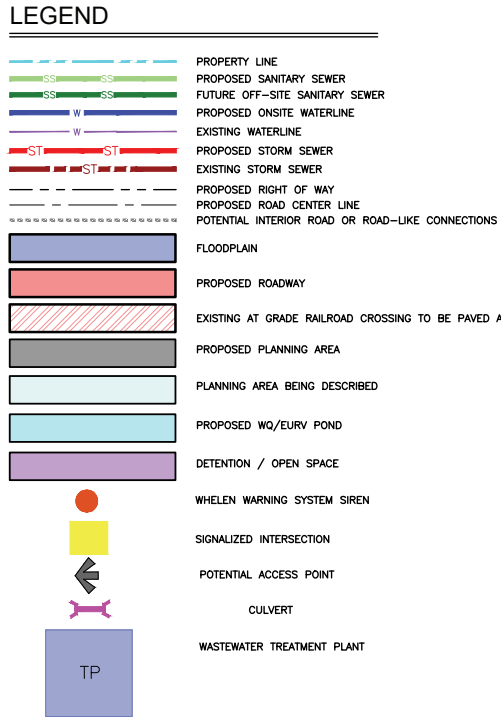 LEGEND
PROPERTY LINE
SS SS PROPOSED SANITARY SEWER
SS SS FUTURE OFF-SITE SANITARY SEWER
W PROPOSED ONSITE WATERLINE
W EXISTING WATERLINE
ST ST PROPOSED STORM SEWER
ST EXISTING STORM SEWER
PROPOSED RIGHT OF WAY
PROPOSED ROAD CENTER LINE
POTENTIAL INTERIOR ROAD OR ROAD-LIKE CONNECTIONS
FLOODPLAIN
PROPOSED ROADWAY
EXISTING AT GRADE RAILROAD CROSSING TO BE PAVED A
PROPOSED PLANNING AREA
PLANNING AREA BEING DESCRIBED
PROPOSED WQ/EURV POND
DETENTION / OPEN SPACE
WHELEN WARNING SYSTEM SIREN
SIGNALIZED INTERSECTION
POTENTIAL ACCESS POINT
CULVERT
WASTEWATER TREATMENT PLANT
TP